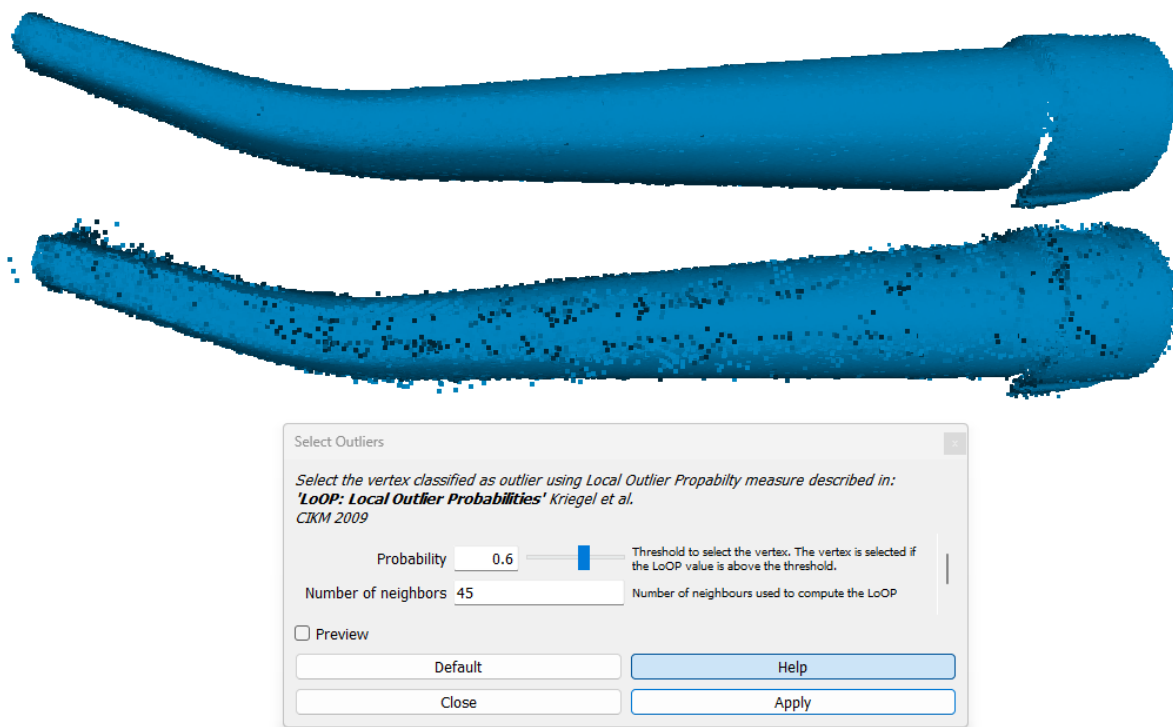 Select Outliers
x
Select the vertex classified as outlier using Local Outlier Propabilty measure described in:
'LoOP: Local Outlier Probabilities' Kriegel et al.
CIKM 2009
Probability 0.6 Threshold to select the vertex. The vertex is selected if
the LoOP value is above the threshold.
Number of neighbors 45 Number of neighbours used to compute the LoOP
Preview
Default Help
Close Apply